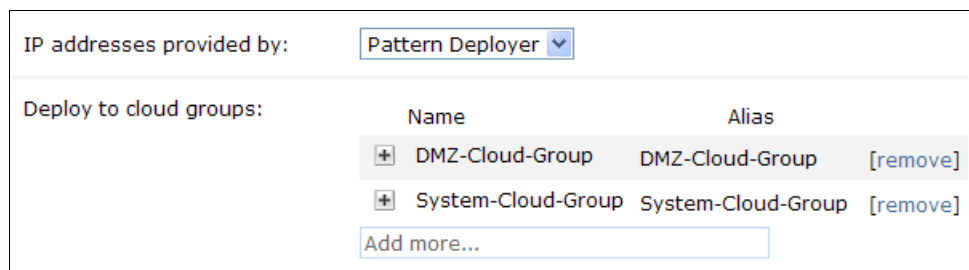 IP addresses provided by: Pattern Deployer
Deploy to cloud groups:
Name Alias
DMZ-Cloud-Group DMZ-Cloud-Group [remove]
System-Cloud-Group System-Cloud-Group [remove]
Add more...